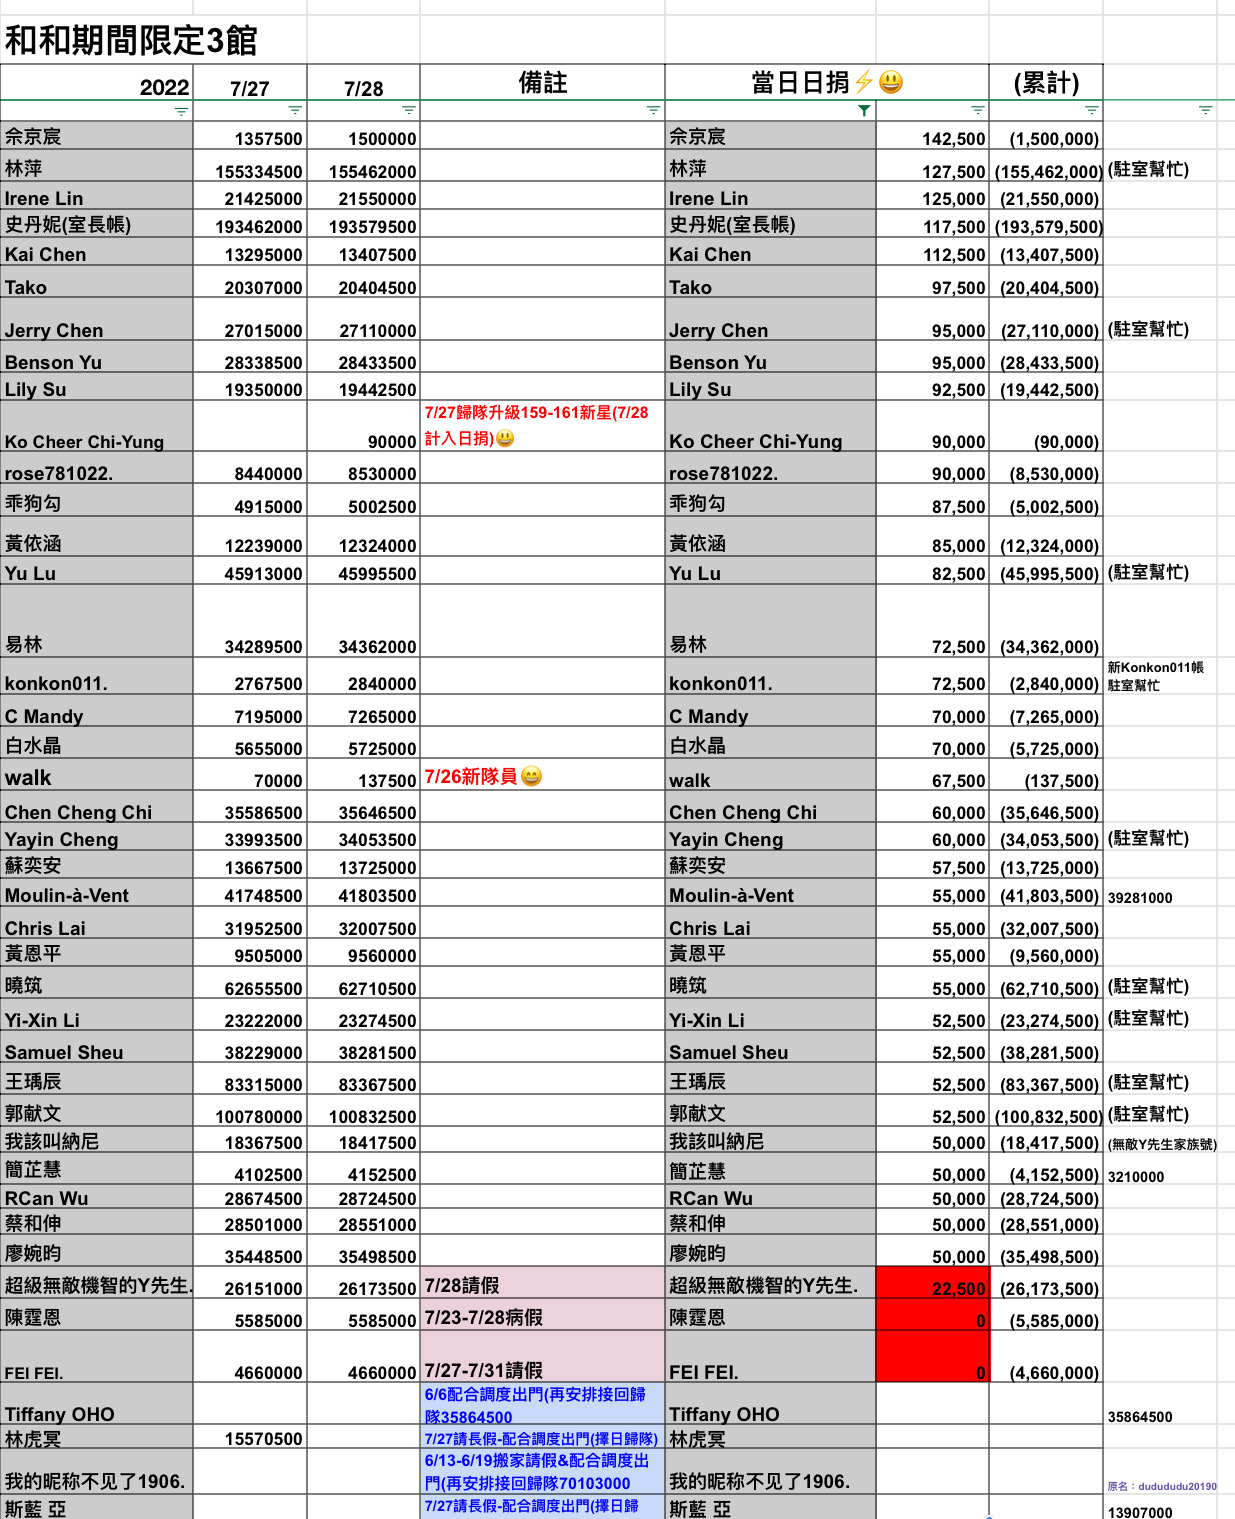 和和期間限定3館
2022 7/27 7/28 備註 當日日捐⚡😃 (累計)
佘京宸 1357500 1500000 佘京宸 142,500 (1,500,000)
林萍 155334500 155462000 林萍 127,500 (155,462,000) (駐室幫忙)
Irene Lin 21425000 21550000 Irene Lin 125,000 (21,550,000)
史丹妮(室長帳) 193462000 193579500 史丹妮(室長帳) 117,500 (193,579,500)
Kai Chen 13295000 13407500 Kai Chen 112,500 (13,407,500)
Tako 20307000 20404500 Tako 97,500 (20,404,500)
Jerry Chen 27015000 27110000 Jerry Chen 95,000 (27,110,000) (駐室幫忙)
Benson Yu 28338500 28433500 Benson Yu 95,000 (28,433,500)
Lily Su 19350000 19442500 Lily Su 92,500 (19,442,500)
7/27歸隊升級159-161新星(7/28
計入日捐)😃
Ko Cheer Chi-Yung 90000 Ko Cheer Chi-Yung 90,000 (90,000)
rose781022. 8440000 8530000 rose781022. 90,000 (8,530,000)
乖狗勾 4915000 5002500 乖狗勾 87,500 (5,002,500)
黃依涵 12239000 12324000 黃依涵 85,000 (12,324,000)
Yu Lu 45913000 45995500 Yu Lu 82,500 (45,995,500) (駐室幫忙)
易林 34289500 34362000 易林 72,500 (34,362,000)
konkon011. 2767500 2840000 konkon011. 72,500 (2,840,000) 新Konkon011帳
駐室幫忙
C Mandy 7195000 7265000 C Mandy 70,000 (7,265,000)
白水晶 5655000 5725000 白水晶 70,000 (5,725,000)
walk 70000 137500 7/26新隊員😄 walk 67,500 (137,500)
Chen Cheng Chi 35586500 35646500 Chen Cheng Chi 60,000 (35,646,500)
Yayin Cheng 33993500 34053500 Yayin Cheng 60,000 (34,053,500) (駐室幫忙)
蘇奕安 13667500 13725000 蘇奕安 57,500 (13,725,000)
Moulin-à-Vent 41748500 41803500 Moulin-à-Vent 55,000 (41,803,500) 39281000
Chris Lai 31952500 32007500 Chris Lai 55,000 (32,007,500)
黃恩平 9505000 9560000 黃恩平 55,000 (9,560,000)
曉筑 62655500 62710500 曉筑 55,000 (62,710,500) (駐室幫忙)
Yi-Xin Li 23222000 23274500 Yi-Xin Li 52,500 (23,274,500) (駐室幫忙)
Samuel Sheu 38229000 38281500 Samuel Sheu 52,500 (38,281,500)
王瑀辰 83315000 83367500 王瑀辰 52,500 (83,367,500) (駐室幫忙)
郭献文 100780000 100832500 郭献文 52,500 (100,832,500) (駐室幫忙)
我該叫納尼 18367500 18417500 我該叫納尼 50,000 (18,417,500) (無敵Y先生家族號)
簡芷慧 4102500 4152500 簡芷慧 50,000 (4,152,500) 3210000
RCan Wu 28674500 28724500 RCan Wu 50,000 (28,724,500)
蔡和伸 28501000 28551000 蔡和伸 50,000 (28,551,000)
廖婉昀 35448500 35498500 廖婉昀 50,000 (35,498,500)
超級無敵機智的Y先生. 26151000 26173500 7/28請假 超級無敵機智的Y先生. 22,500 (26,173,500)
陳霆恩 5585000 5585000 7/23-7/28病假 陳霆恩 0 (5,585,000)
FEI FEI. 4660000 4660000 7/27-7/31請假 FEI FEI. 0 (4,660,000)
6/6配合調度出門(再安排接回歸
Tiffany OHO 隊35864500 Tiffany OHO 35864500
林虎冥 15570500 7/27請長假-配合調度出門(擇日歸隊) 林虎冥
6/13-6/19搬家請假&配合調度出
我的昵称不见了1906. 門(再安排接回歸隊70103000 我的昵称不见了1906. 原名：dudududu20190
斯藍 亞 7/27請長假-配合調度出門(擇日歸 斯藍 亞 13907000